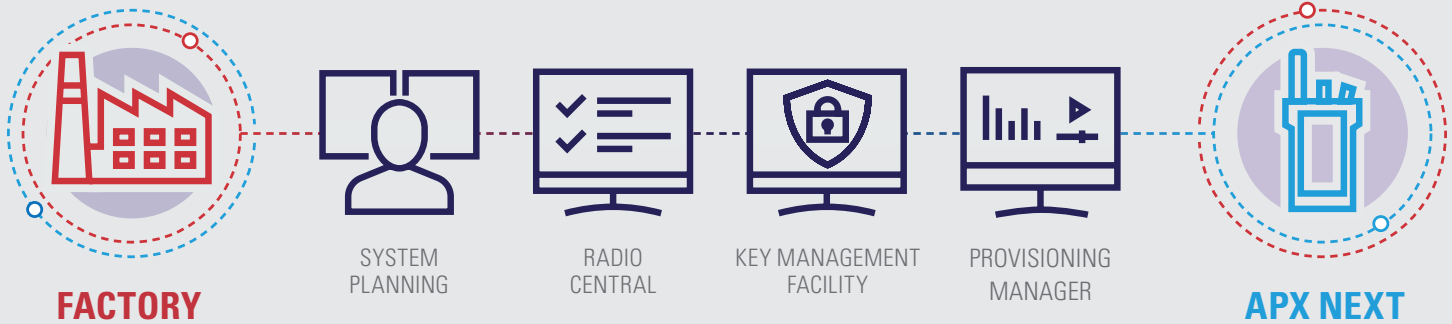 SYSTEM
PLANNING
RADIO
CENTRAL
KEY MANAGEMENT
FACILITY
PROVISIONING
MANAGER
FACTORY
APX NEXT